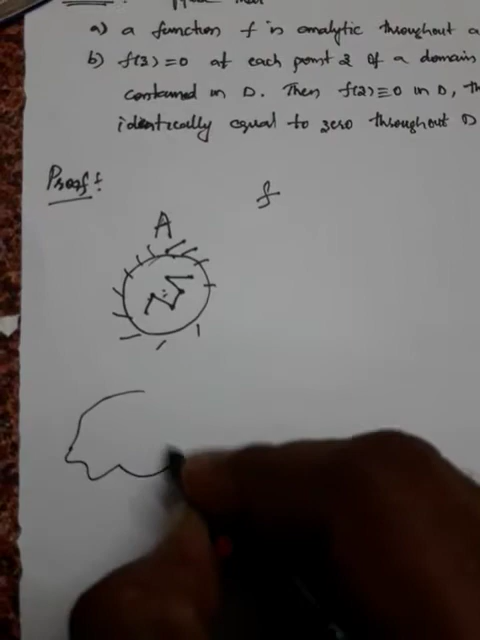 a) a function f is analytic throughout a
b) f(z)=0 at each point z of a domain
contained in D. Then f(z)≡0 in D, th
identically equal to zero throughout D
Proof:
f
A